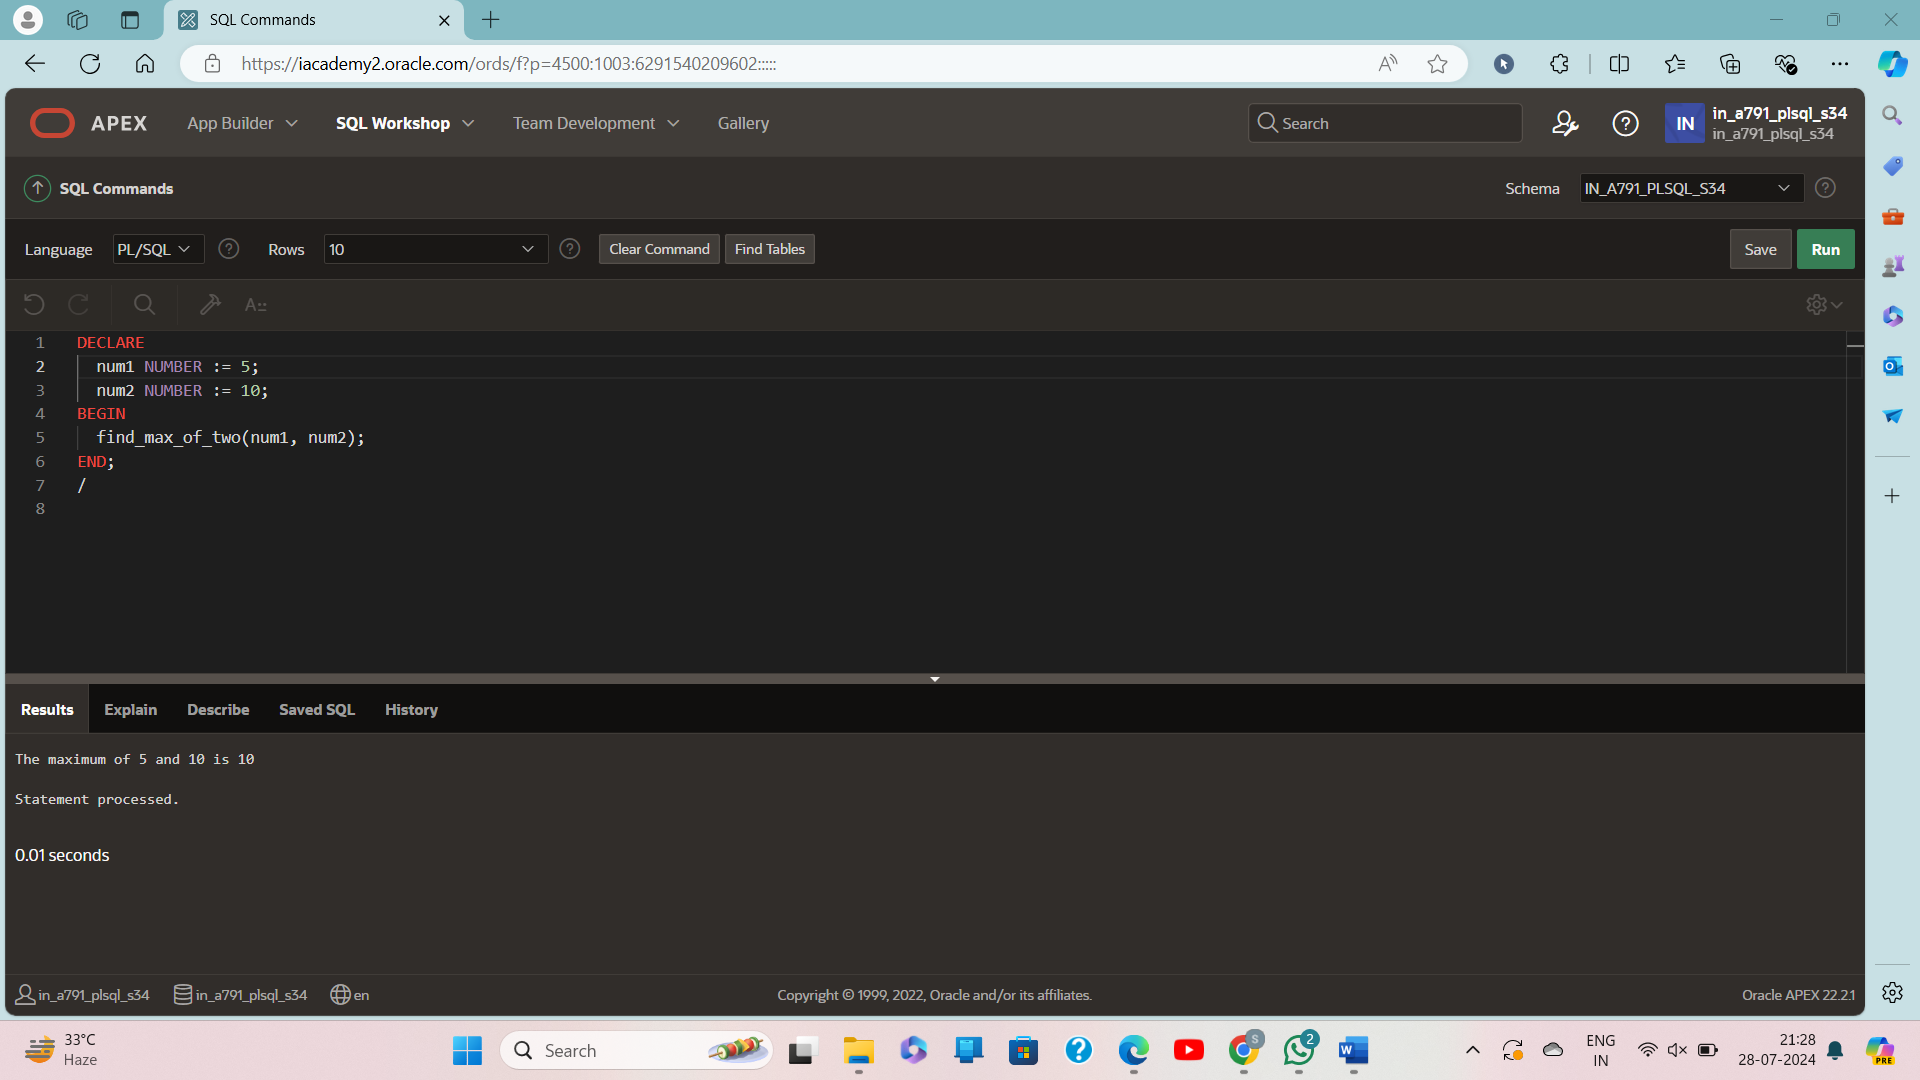 SQL Commands
https://iacademy2.oracle.com/ords/f?p=4500:1003:6291540209602:::::
APEX App Builder SQL Workshop Team Development Gallery Search IN in_a791_plsql_s34
in_a791_plsql_s34
SQL Commands Schema IN_A791_PLSQL_S34
Language PL/SQL Rows 10 Clear Command Find Tables Save Run
1 DECLARE
2 num1 NUMBER := 5;
3 num2 NUMBER := 10;
4 BEGIN
5 find_max_of_two(num1, num2);
6 END;
7 /
8
Results Explain Describe Saved SQL History
The maximum of 5 and 10 is 10
Statement processed.
0.01 seconds
in_a791_plsql_s34 in_a791_plsql_s34 en Copyright © 1999, 2022, Oracle and/or its affiliates. Oracle APEX 22.2.1
33°C
Haze
Search
S
2
W
ENG
IN
21:28
28-07-2024
PRE